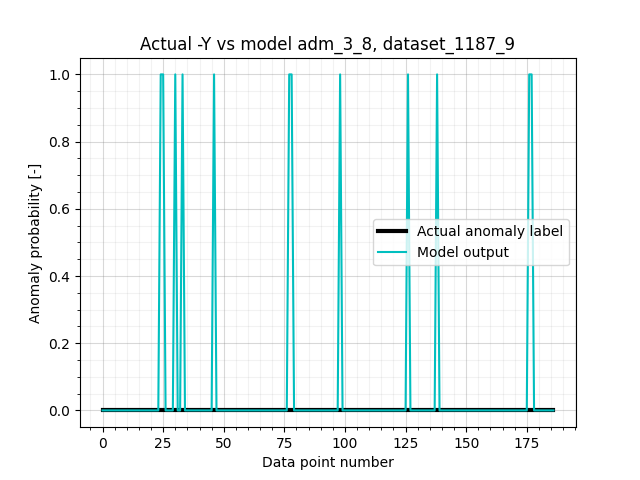 Actual -Y vs model adm_3_8, dataset_1187_9
1.0
0.8
0.6
0.4
0.2
0.0
Anomaly probability [-]
Actual anomaly label
Model output
0 25 50 75 100 125 150 175
Data point number